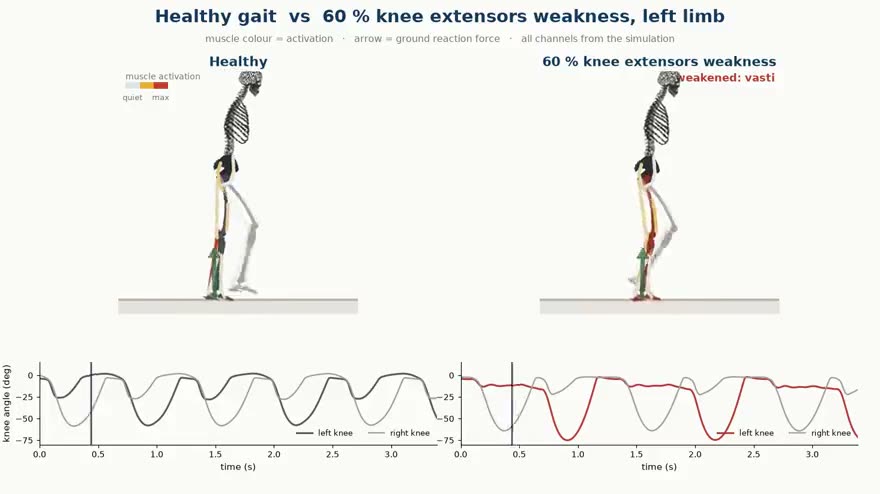 Healthy gait vs 60 % knee extensors weakness, left limb
muscle colour = activation · arrow = ground reaction force · all channels from the simulation
Healthy
muscle activation
quiet max
60 % knee extensors weakness
weakened: vasti
knee angle (deg)
0
−25
−50
−75
left knee right knee
0.0 0.5 1.0 1.5 2.0 2.5 3.0
time (s)
0
−25
−50
−75
left knee right knee
0.0 0.5 1.0 1.5 2.0 2.5 3.0
time (s)